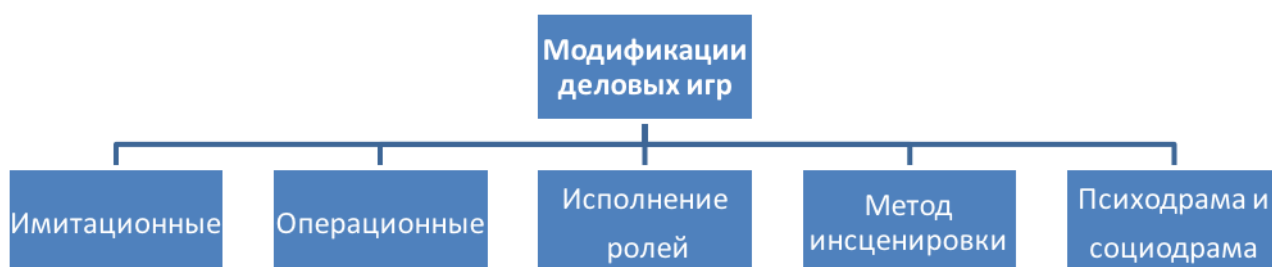 Модификации
деловых игр
Имитационные
Операционные
Исполнение
ролей
Метод
инсценировки
Психодрама и
социодрама